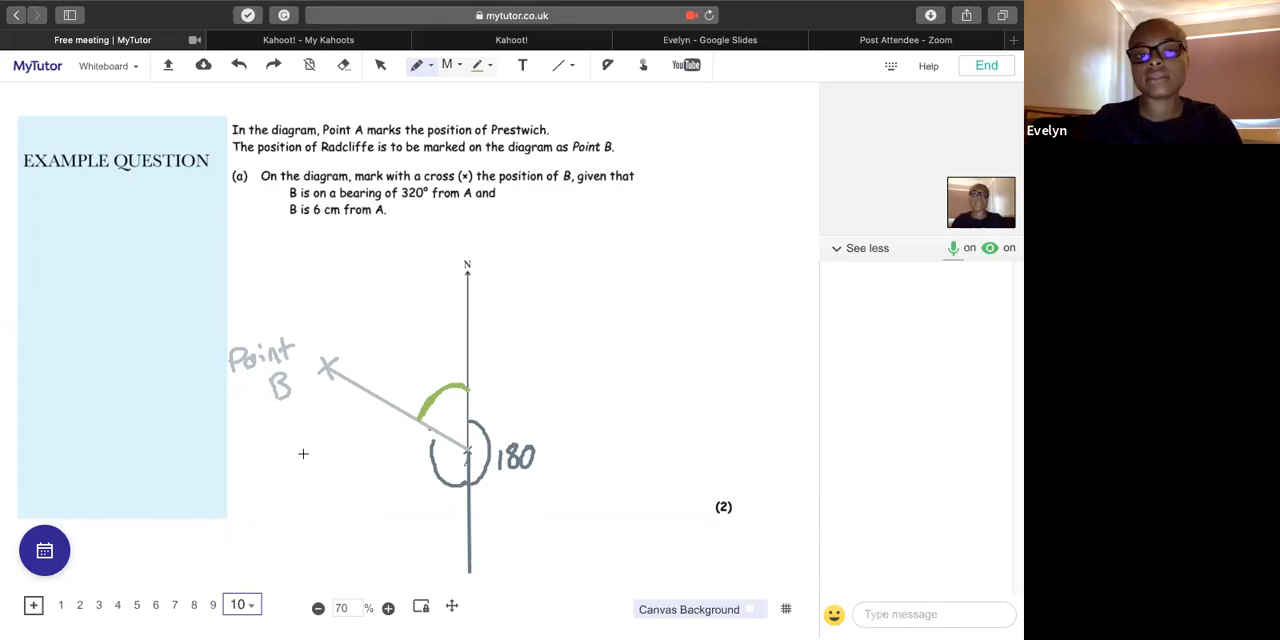 mytutor.co.uk
Free meeting | MyTutor
Kahoot! - My Kahoots
Kahoot!
Evelyn - Google Slides
Post Attendee - Zoom
MyTutor
Whiteboard
M
T
YouTube
Help
End
Evelyn
EXAMPLE QUESTION
In the diagram, Point A marks the position of Prestwich.
The position of Radcliffe is to be marked on the diagram as Point B.
(a) On the diagram, mark with a cross (×) the position of B, given that
B is on a bearing of 320° from A and
B is 6 cm from A.
See less
on
on
N
Point
B
180
(2)
1 2 3 4 5 6 7 8 9 10
70 %
Canvas Background
Type message